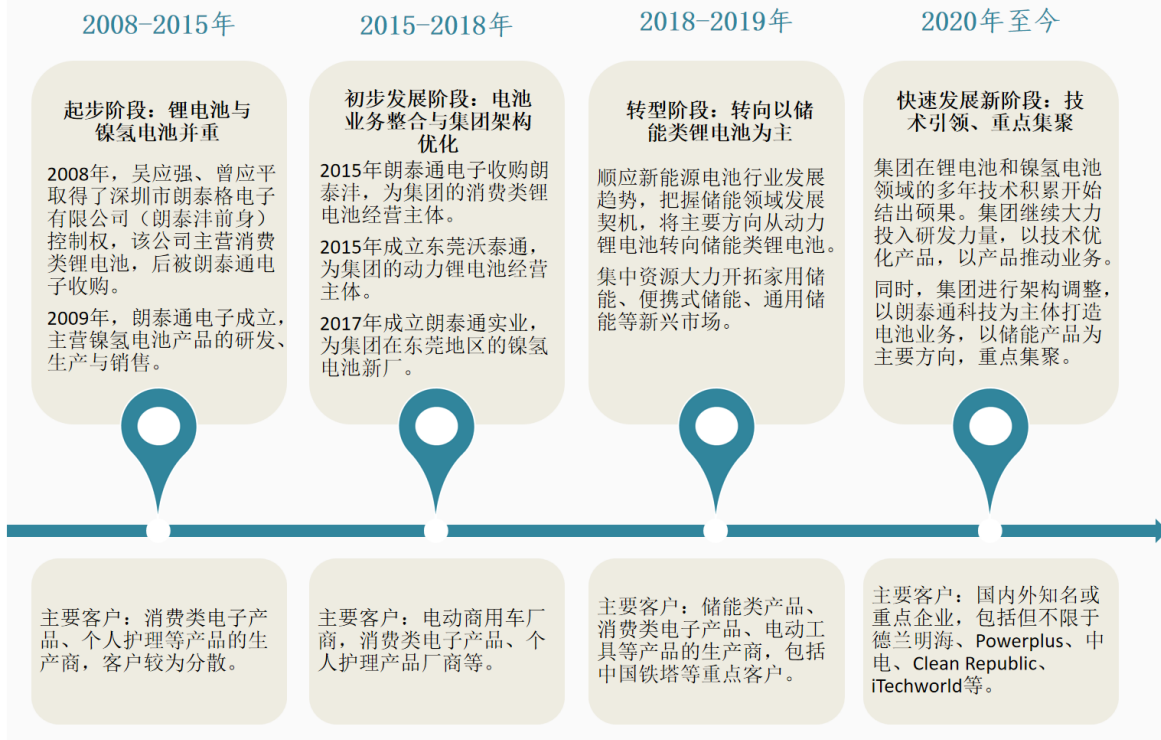 2008-2015年
2015-2018年
2018-2019年
2020年至今
起步阶段：锂电池与
镍氢电池并重
2008年，吴应强、曾应平
取得了深圳市朗泰格电子
有限公司（朗泰沣前身）
控制权，该公司主营消费
类锂电池，后被朗泰通电
子收购。
2009年，朗泰通电子成立，
主营镍氢电池产品的研发、
生产与销售。
初步发展阶段：电池
业务整合与集团架构
优化
2015年朗泰通电子收购朗
泰沣，为集团的消费类锂
电池经营主体。
2015年成立东莞沃泰通，
为集团的动力锂电池经营
主体。
2017年成立朗泰通实业，
为集团在东莞地区的镍氢
电池新厂。
转型阶段：转向以储
能类锂电池为主
顺应新能源电池行业发展
趋势，把握储能领域发展
契机，将主要方向从动力
锂电池转向储能类锂电池。
集中资源大力开拓家用储
能、便携式储能、通用储
能等新兴市场。
快速发展新阶段：技
术引领、重点集聚
集团在锂电池和镍氢电池
领域的多年技术积累开始
结出硕果。集团继续大力
投入研发力量，以技术优
化产品，以产品推动业务。
同时，集团进行架构调整，
以朗泰通科技为主体打造
电池业务，以储能产品为
主要方向，重点集聚。
主要客户：消费类电子产
品、个人护理等产品的生
产商，客户较为分散。
主要客户：电动商用车厂
商，消费类电子产品、个
人护理产品厂商等。
主要客户：储能类产品、
消费类电子产品、电动工
具等产品的生产商，包括
中国铁塔等重点客户。
主要客户：国内外知名或
重点企业，包括但不限于
德兰明海、Powerplus、中
电、Clean Republic、
iTechworld等。